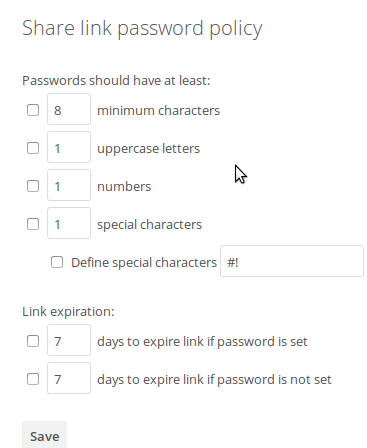 Share link password policy
Passwords should have at least:
8 minimum characters
1 uppercase letters
1 numbers
1 special characters
Define special characters #!
Link expiration:
7 days to expire link if password is set
7 days to expire link if password is not set
Save